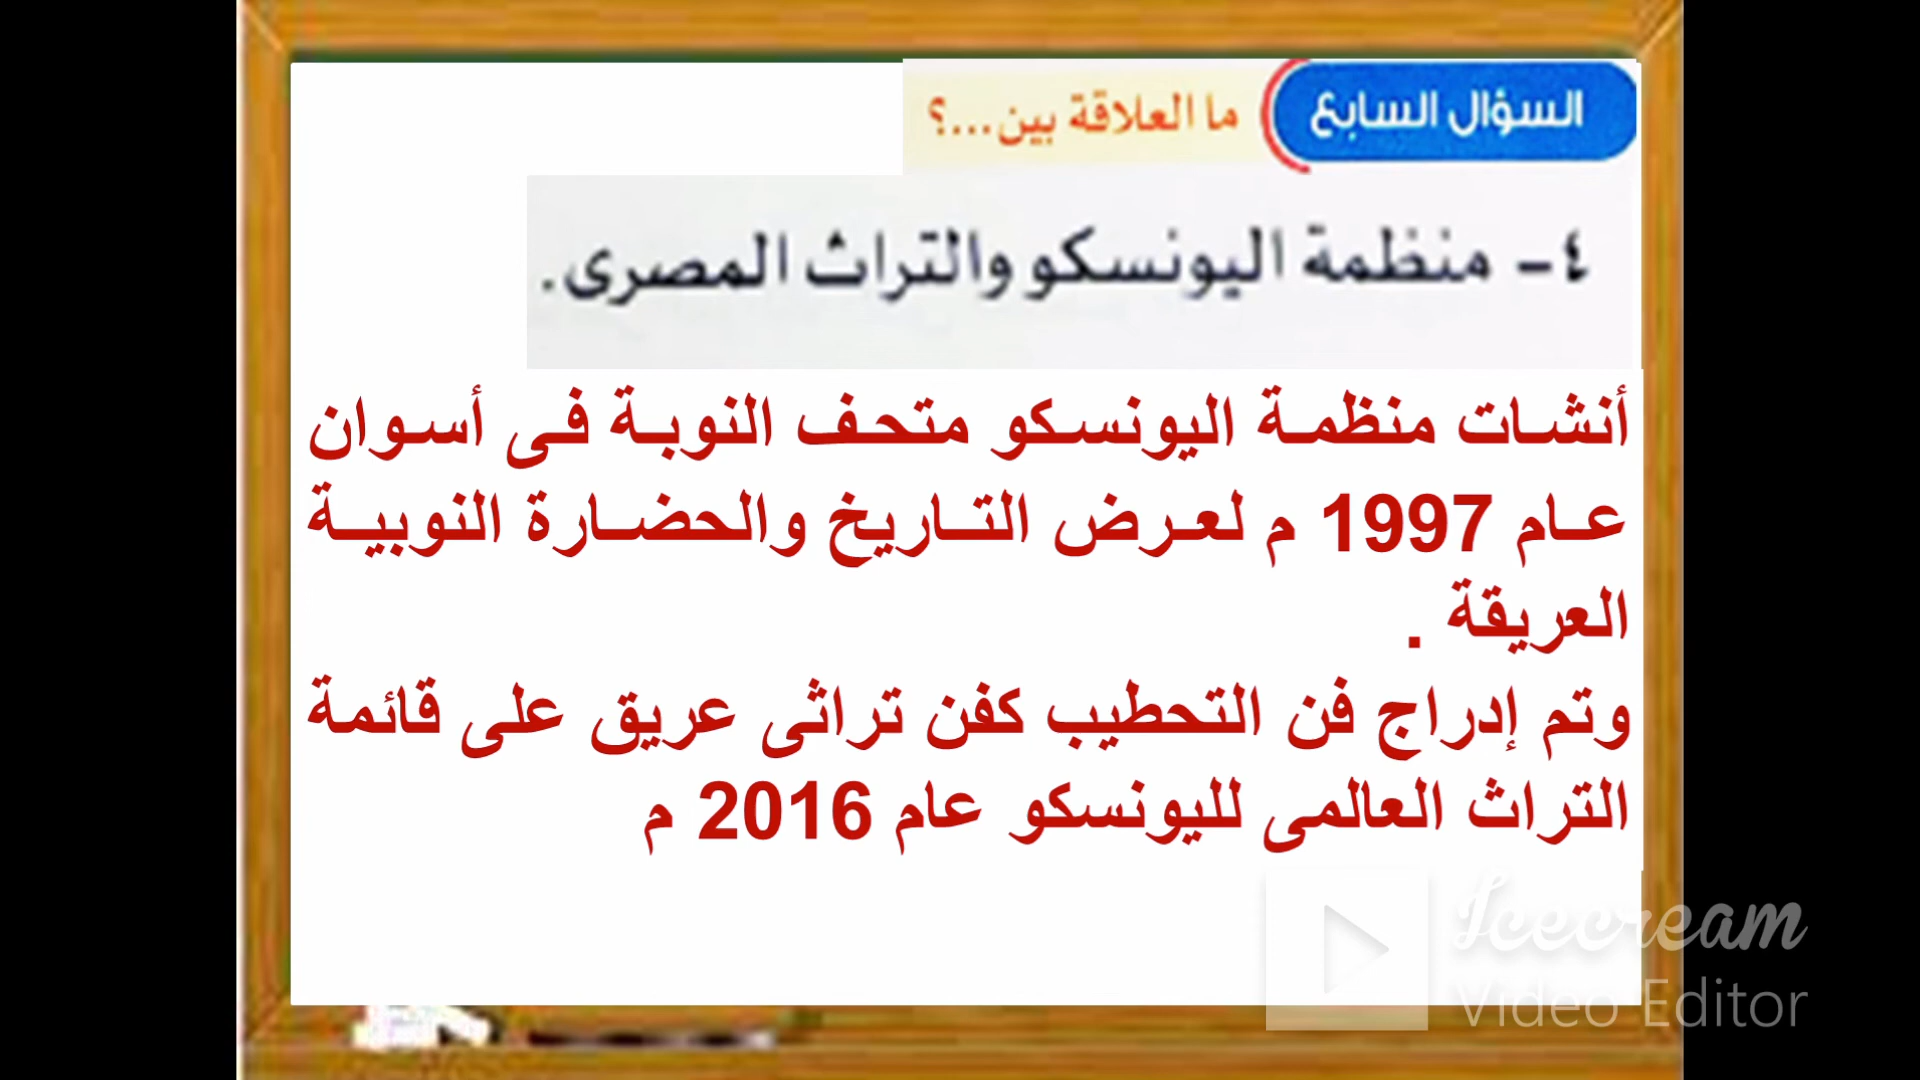 السؤال السابع
ما العلاقة بين...؟
٤- منظمة اليونسكو والتراث المصرى.
أنشات منظمة اليونسكو متحف النوبة فى أسوان
عام 1997 م لعرض التاريخ والحضارة النوبية
العريقة .
وتم إدراج فن التحطيب كفن تراثى عريق على قائمة
التراث العالمى لليونسكو عام 2016 م
Icecream
Video Editor